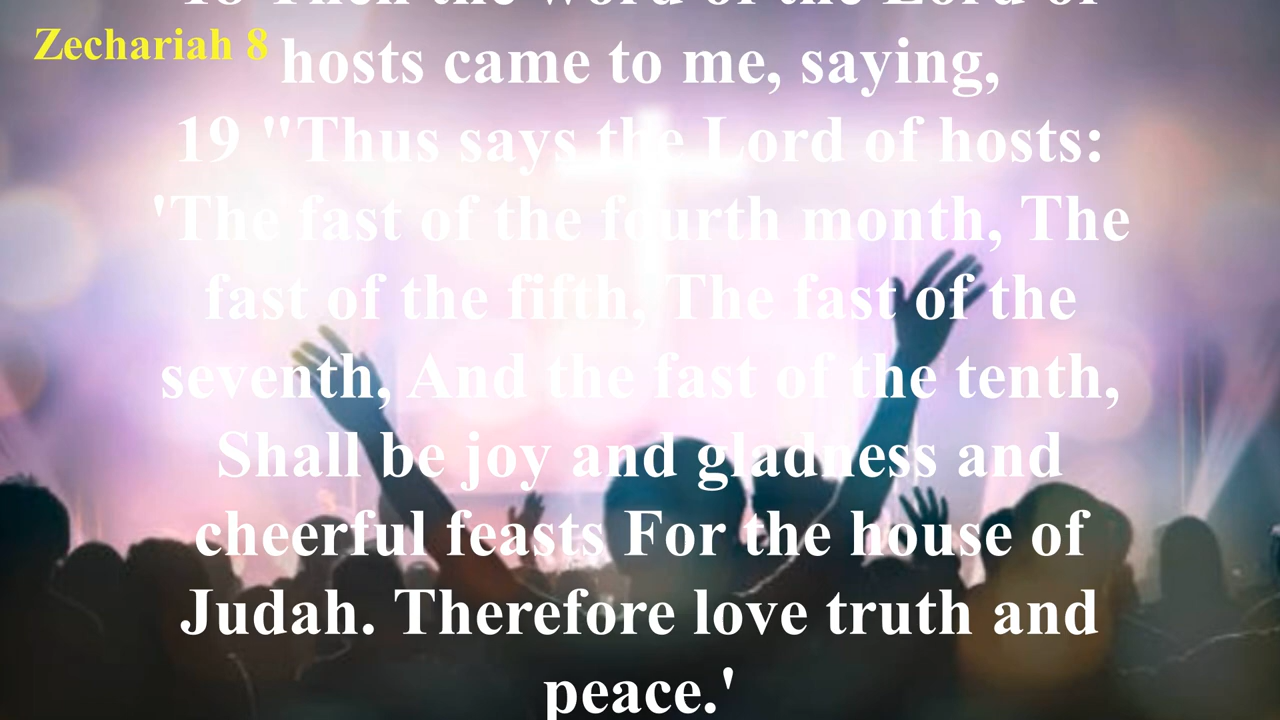 Zechariah 8
18 Then the word of the Lord of
hosts came to me, saying,
19 "Thus says the Lord of hosts:
'The fast of the fourth month, The
fast of the fifth, The fast of the
seventh, And the fast of the tenth,
Shall be joy and gladness and
cheerful feasts For the house of
Judah. Therefore love truth and
peace.'